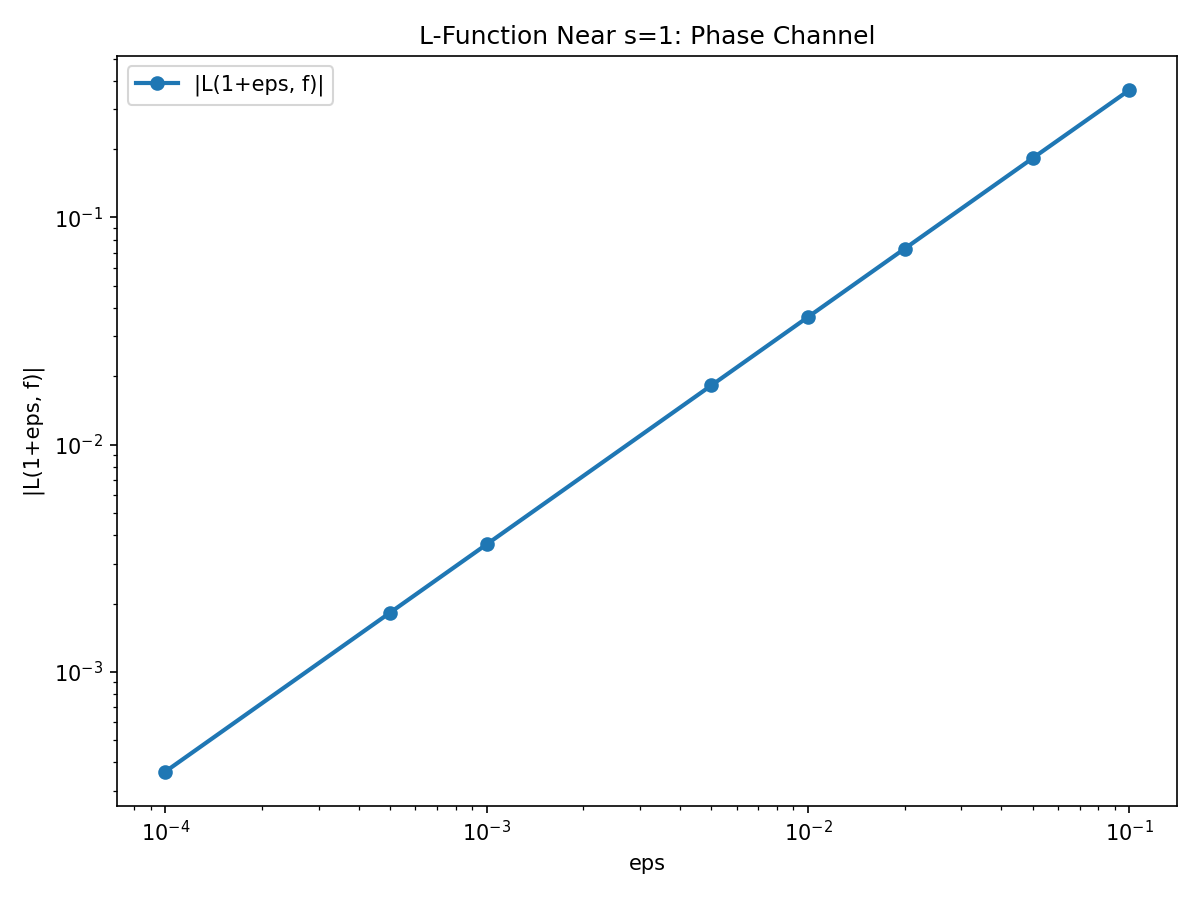 L-Function Near s=1: Phase Channel
|L(1+eps, f)|
|L(1+eps, f)|
10⁻¹
10⁻²
10⁻³
10⁻⁴ 10⁻³ 10⁻² 10⁻¹
eps